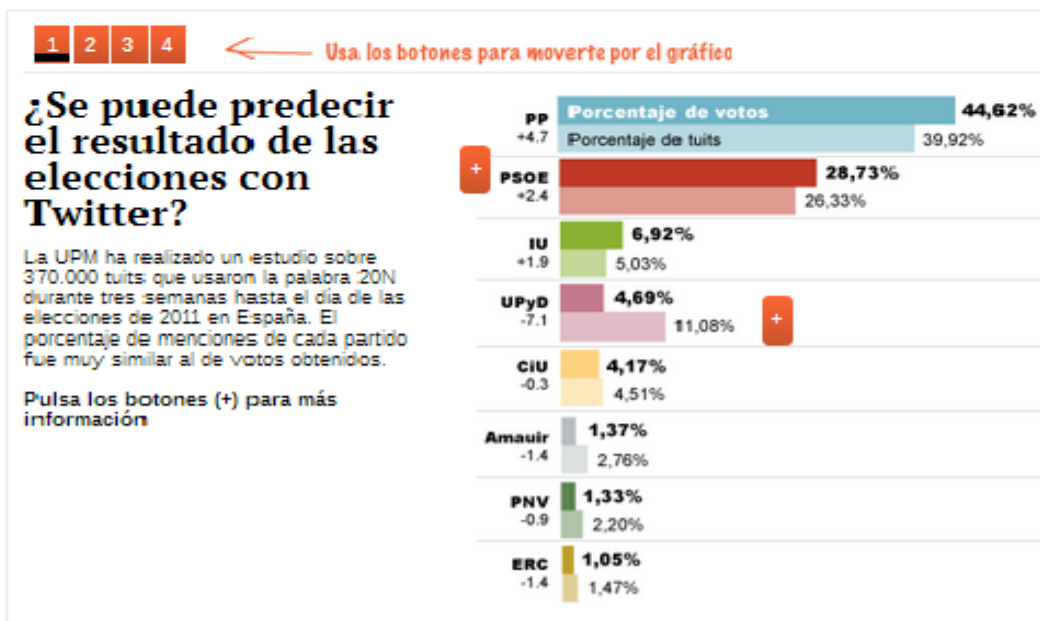 1 2 3 4
Usa los botones para moverte por el gráfico
¿Se puede predecir
el resultado de las
elecciones con
Twitter?
La UPM ha realizado un estudio sobre
370.000 tuits que usaron la palabra 20N
durante tres semanas hasta el día de las
elecciones de 2011 en España. El
porcentaje de menciones de cada partido
fue muy similar al de votos obtenidos.
Pulsa los botones (+) para más
información
PP Porcentaje de votos 44,62%
+4.7 Porcentaje de tuits 39,92%
+
PSOE 28,73%
+2.4 26,33%
IU 6,92%
+1.9 5,03%
UPyD 4,69%
-7.1 11,08%
+
CiU 4,17%
-0.3 4,51%
Amauir 1,37%
-1.4 2,76%
PNV 1,33%
-0.9 2,20%
ERC 1,05%
-1.4 1,47%